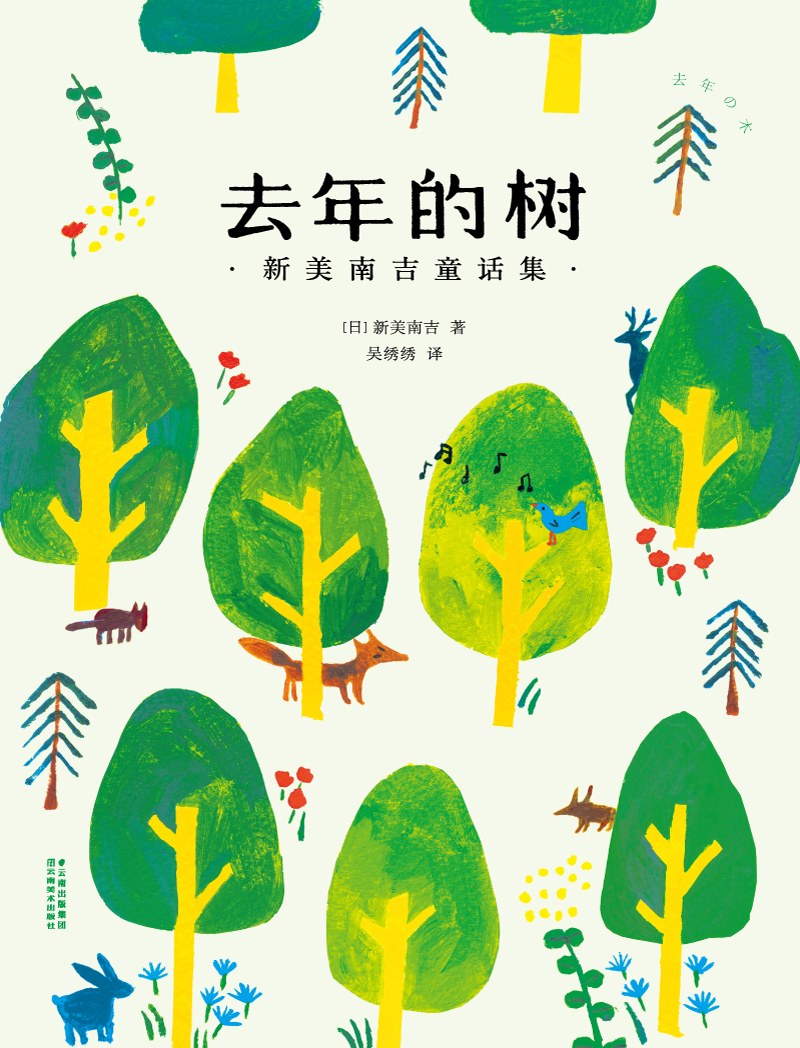 去年の木
去年的树
·新美南吉童话集·
[日]新美南吉 著
吴绣绣 译
云南出版集团
云南美术出版社